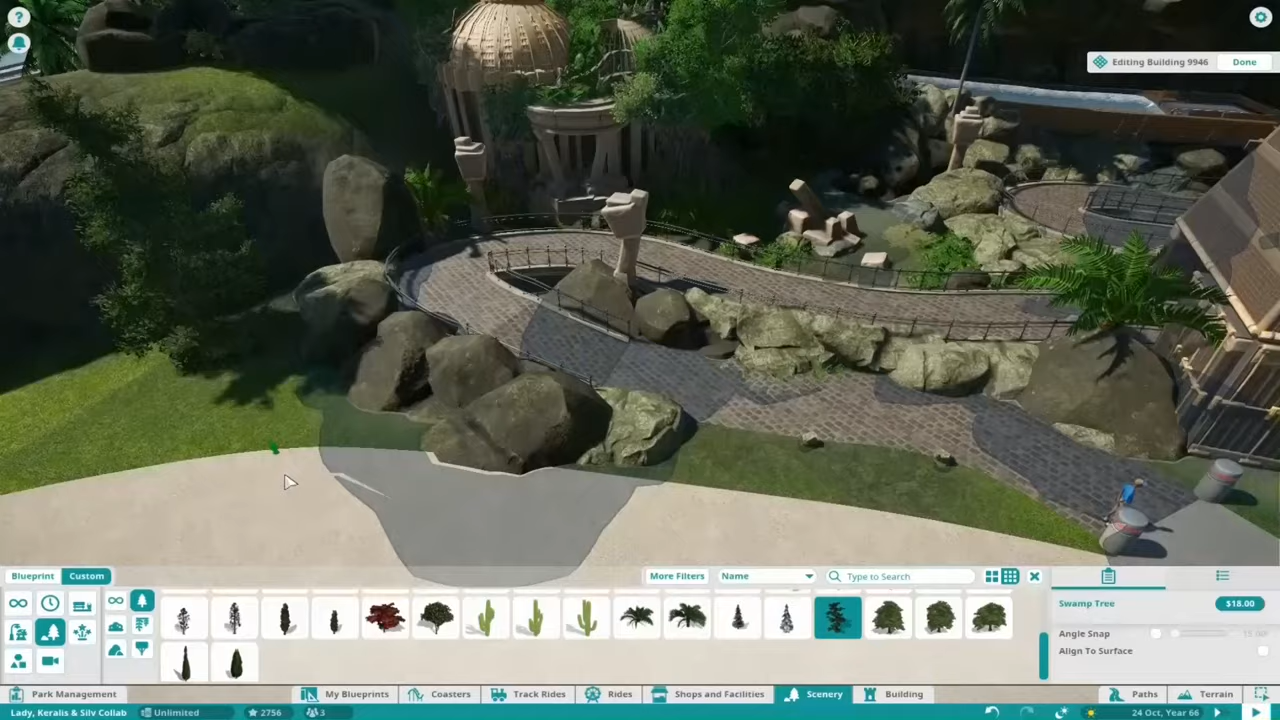 ?
Editing Building 9946 Done
Blueprint Custom
More Filters Name Type to Search
Swamp Tree $18.00
Angle Snap
Align To Surface
Park Management My Blueprints Coasters Track Rides Rides Shops and Facilities Scenery Building Paths Terrain
Lady, Keralis & Silv Collab Unlimited 2756 3 24 Oct, Year 66